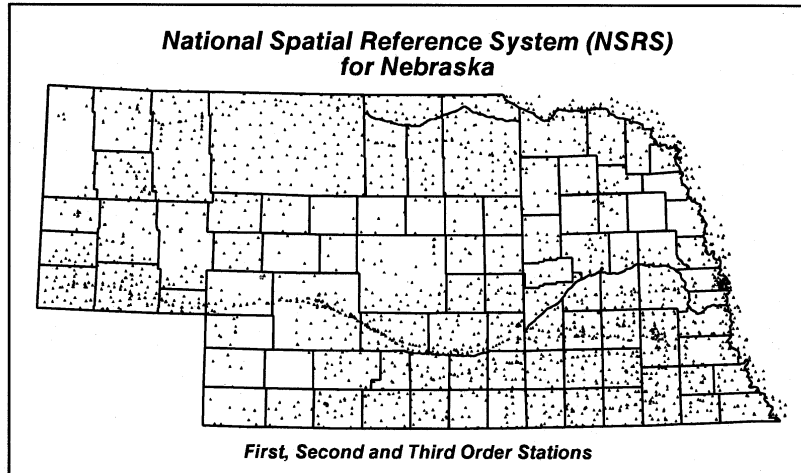 National Spatial Reference System (NSRS)
for Nebraska
First, Second and Third Order Stations